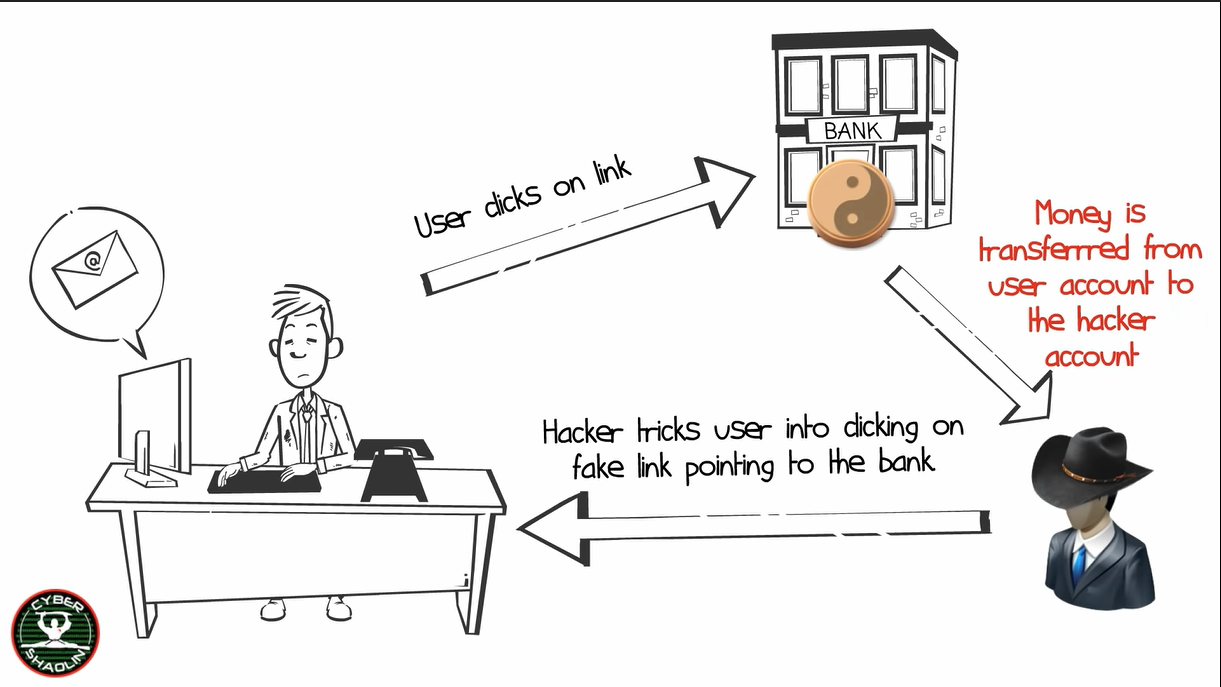 BANK
User clicks on link
Money is
transferrred from
user account to
the hacker
account
Hacker tricks user into clicking on
fake link pointing to the bank
@
CYBER
SHAOLIN